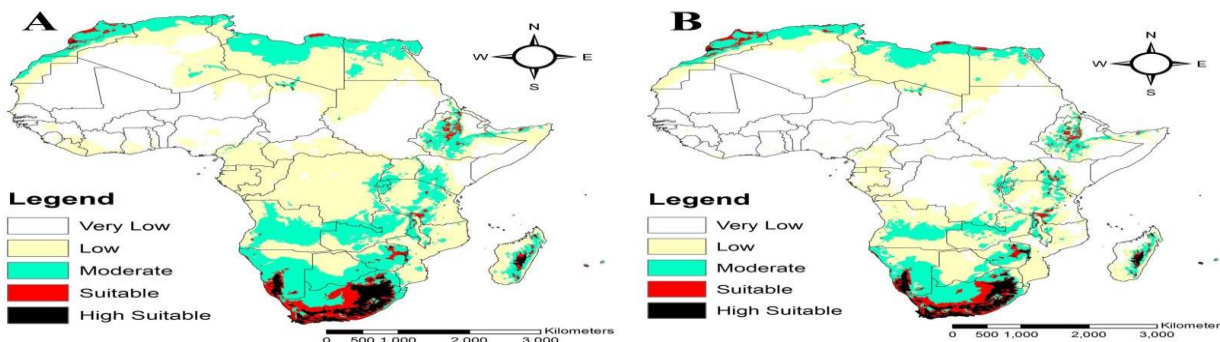 A
N
W E
S
Legend
Very Low
Low
Moderate
Suitable
High Suitable
Kilometers
0 500 1,000 2,000 3,000
B
N
W E
S
Legend
Very Low
Low
Moderate
Suitable
High Suitable
Kilometer
0 500 1,000 2,000 3,000